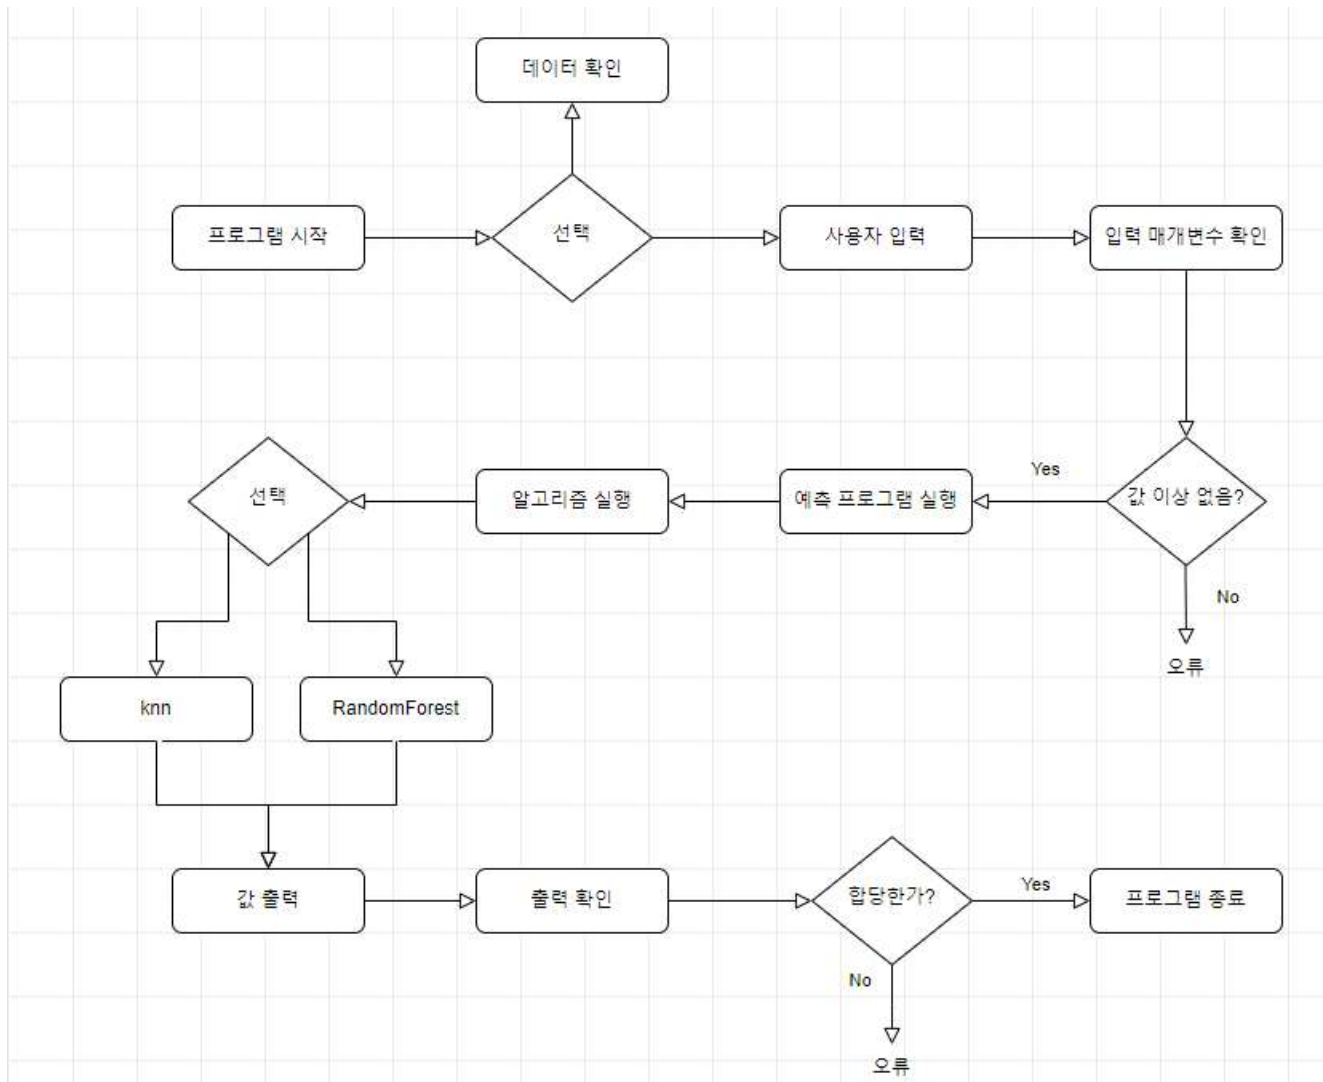 데이터 확인
프로그램 시작
선택
사용자 입력
입력 매개변수 확인
선택
알고리즘 실행
예측 프로그램 실행
Yes
값 이상 없음?
No
오류
knn
RandomForest
값 출력
출력 확인
합당한가?
Yes
프로그램 종료
No
오류